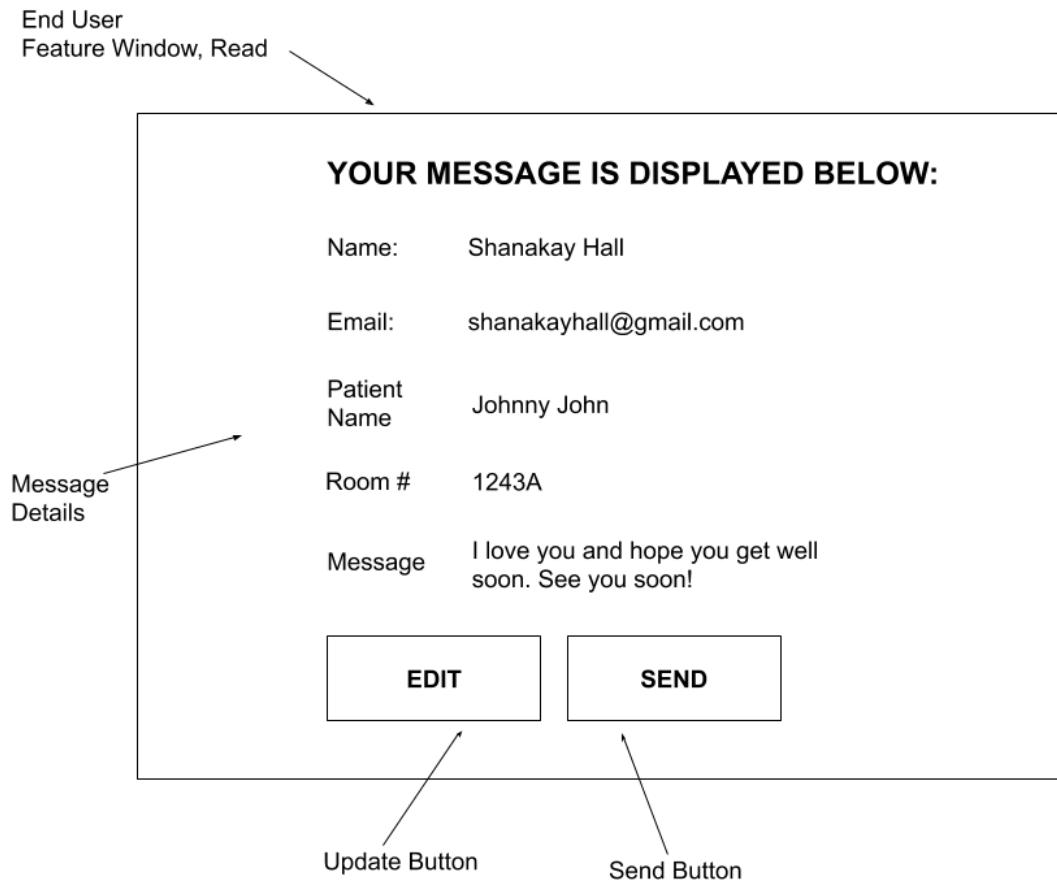 End User
Feature Window, Read
YOUR MESSAGE IS DISPLAYED BELOW:
Name: Shanakay Hall
Email: shanakayhall@gmail.com
Patient
Name
Johnny John
Room # 1243A
Message
I love you and hope you get well
soon. See you soon!
Message
Details
EDIT
SEND
Update Button
Send Button